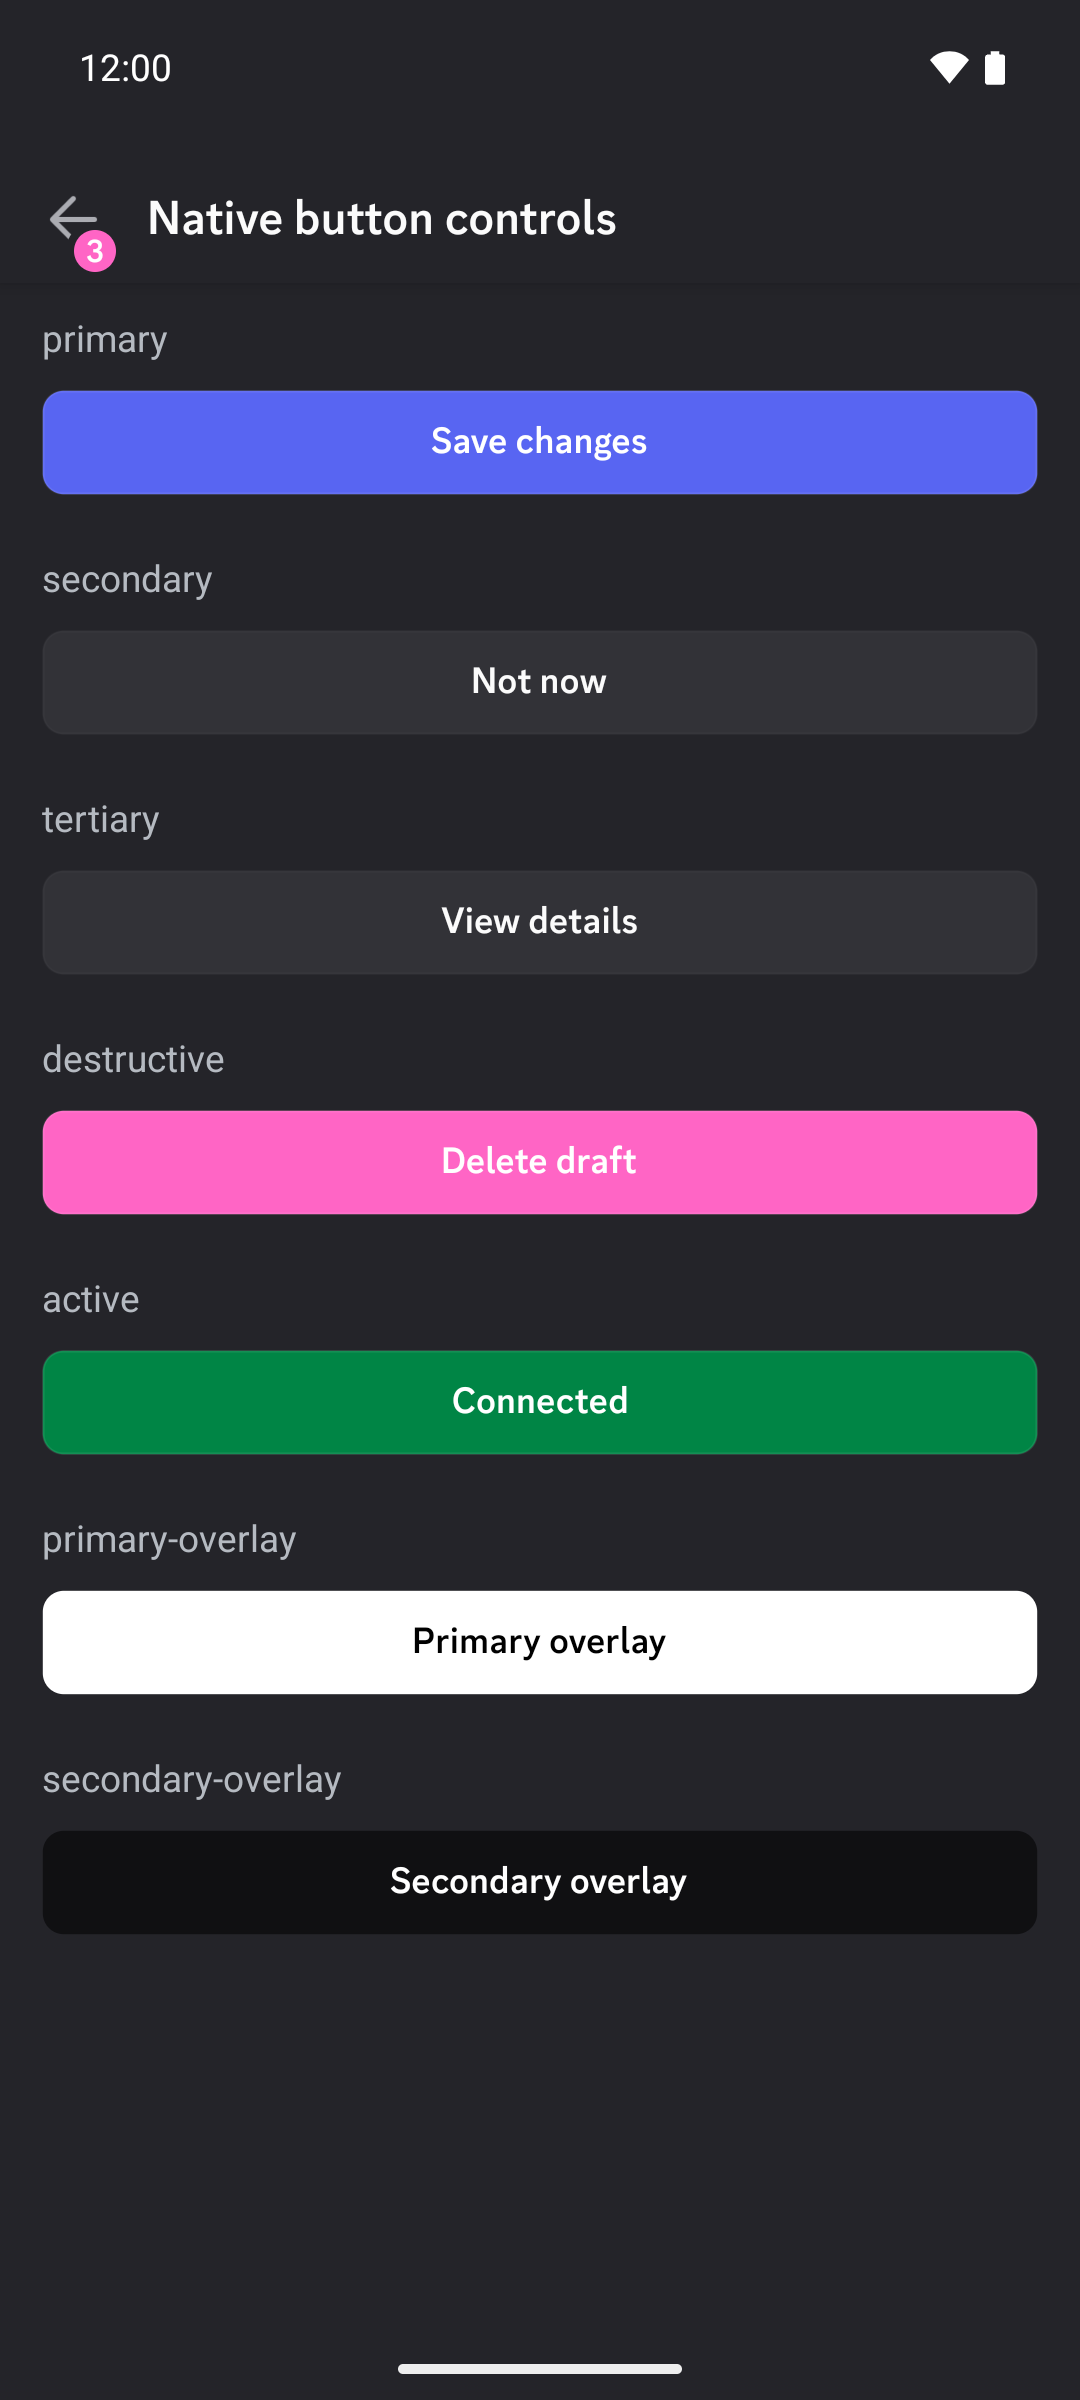 12:00
Native button controls
3
primary
Save changes
secondary
Not now
tertiary
View details
destructive
Delete draft
active
Connected
primary-overlay
Primary overlay
secondary-overlay
Secondary overlay